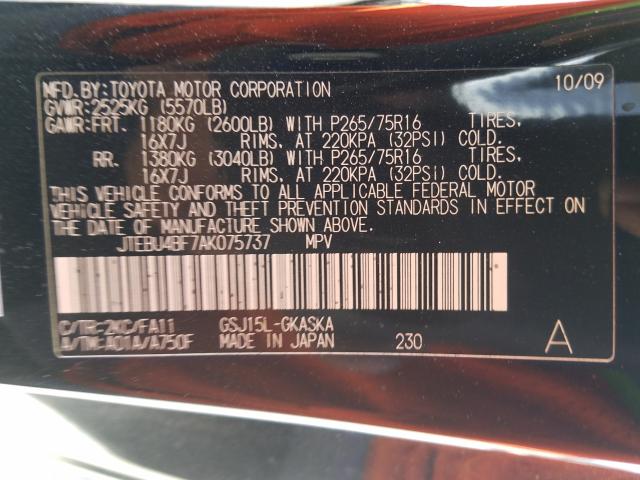 MFD.BY:TOYOTA MOTOR CORPORATION 10/09
GVWR:2525KG (5570LB)
GAWR:FRT. 1180KG (2600LB) WITH P265/75R16 TIRES,
16X7J RIMS, AT 220KPA (32PSI) COLD.
RR. 1380KG (3040LB) WITH P265/75R16 TIRES,
16X7J RIMS, AT 220KPA (32PSI) COLD.
THIS VEHICLE CONFORMS TO ALL APPLICABLE FEDERAL MOTOR
VEHICLE SAFETY AND THEFT PREVENTION STANDARDS IN EFFECT ON
THE DATE OF MANUFACTURE SHOWN ABOVE.
JTEBU4BF7AK075737 MPV
C/TR:2KC/FA11 GSJ15L-GKASKA
A/TM:A01A/A750F MADE IN JAPAN 230 A